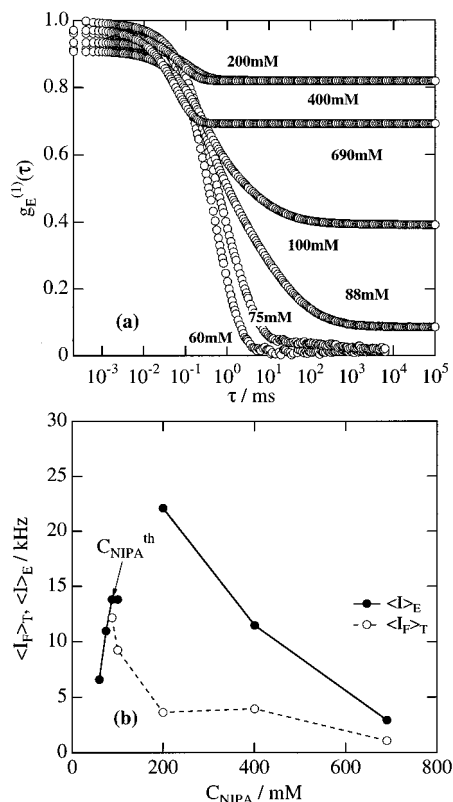 1.0
0.8
0.6
0.4
0.2
0
g_E^(1)(τ)
200mM
400mM
690mM
100mM
88mM
75mM
60mM
(a)
10^-3 10^-2 10^-1 10^0 10^1 10^2 10^3 10^4 10^5
τ / ms
30
25
20
15
10
5
0
<I_F>_T, <I>_E / kHz
C_NIPA^th
<I>_E
<I_F>_T
(b)
0 200 400 600 800
C_NIPA / mM